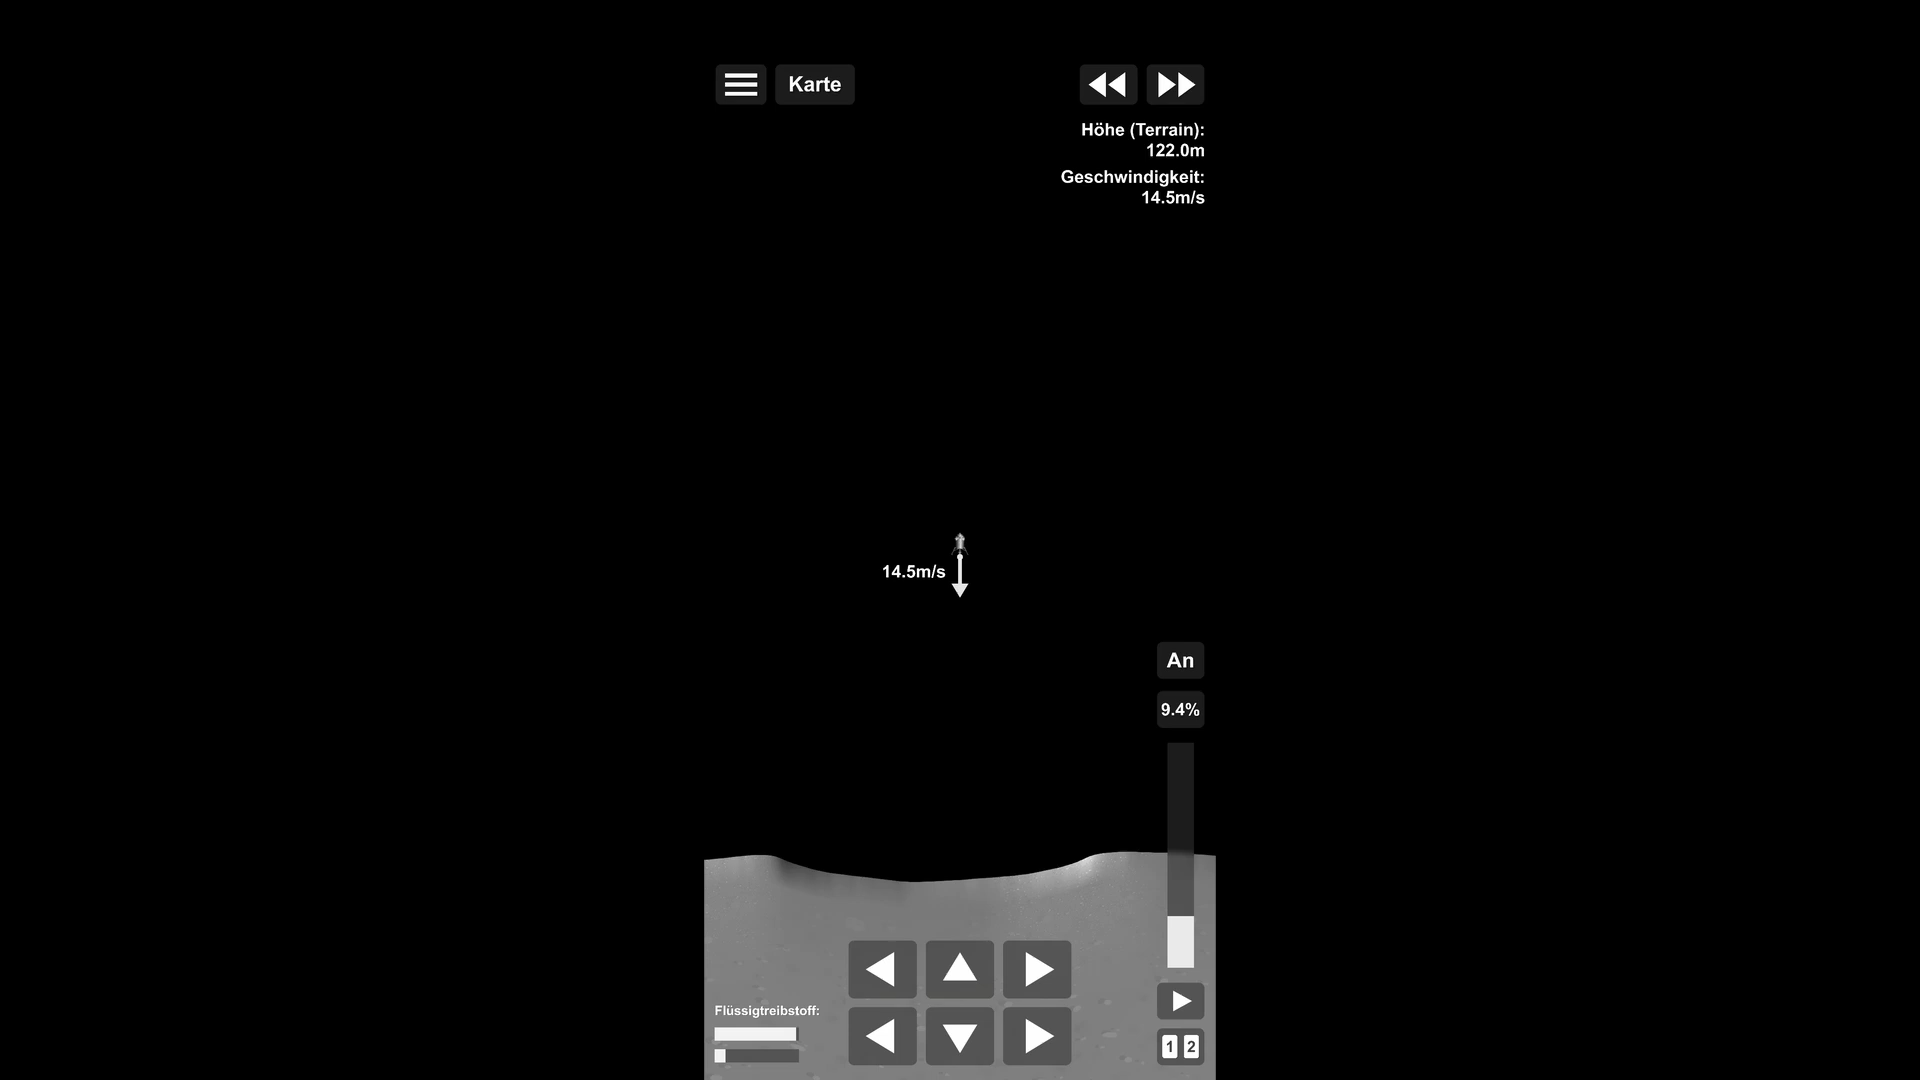 Karte
Höhe (Terrain):
122.0m
Geschwindigkeit:
14.5m/s
14.5m/s
An
9.4%
Flüssigtreibstoff:
1 2